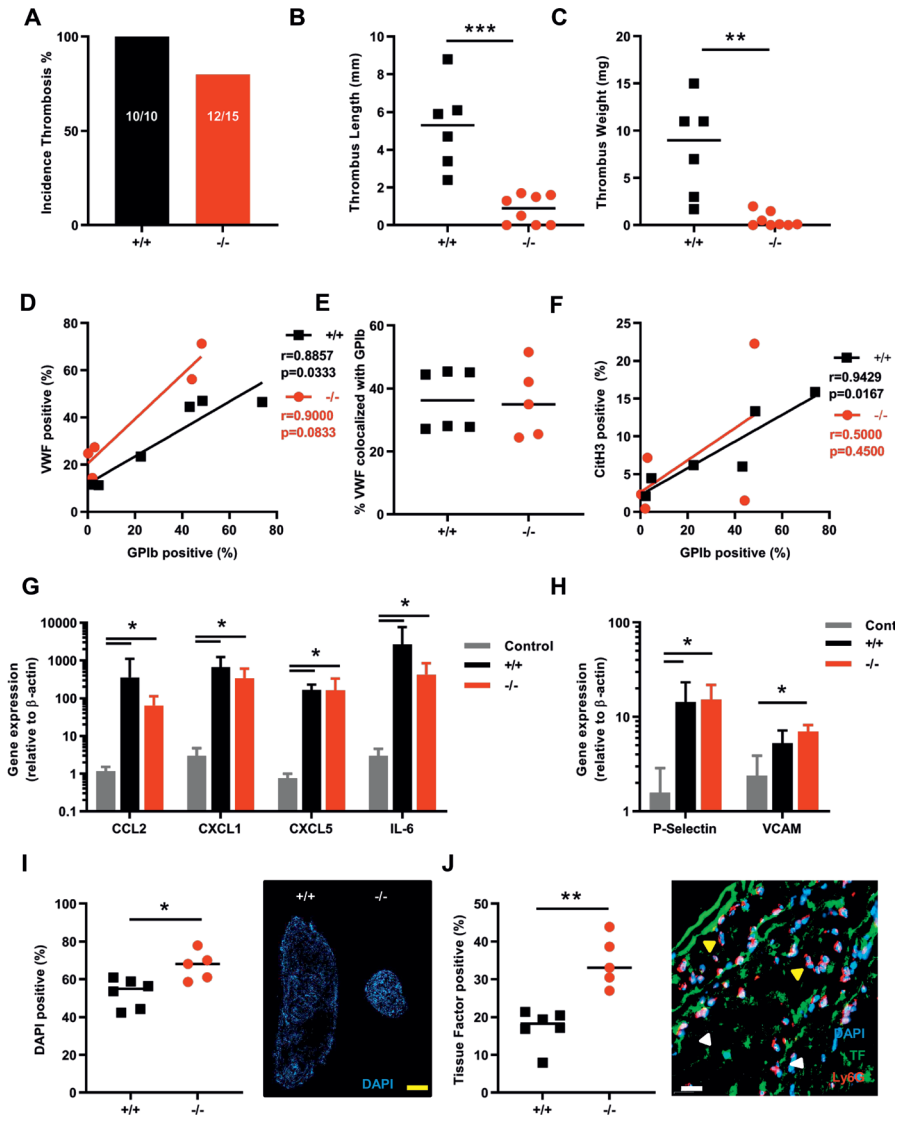 A
B
C
Incidence Thrombosis %
100
50
0
10/10
12/15
+/+
-/-
Thrombus Length (mm)
10
8
6
4
2
0
***
+/+
-/-
Thrombus Weight (mg)
20
15
10
5
0
**
+/+
-/-
D
E
F
VWF positive (%)
80
60
40
20
0
0
20
40
60
80
GPIb positive (%)
+/+
r=0.8857
p=0.0333
-/-
r=0.9000
p=0.0833
% VWF colocalized with GPIb
60
40
20
0
+/+
-/-
CitH3 positive (%)
25
20
15
10
5
0
0
20
40
60
80
GPIb positive (%)
+/+
r=0.9429
p=0.0167
-/-
r=0.5000
p=0.4500
G
H
Gene expression
(relative to β-actin)
10000
1000
100
10
1
0.1
*
*
*
*
CCL2
CXCL1
CXCL5
IL-6
Control
+/+
-/-
Gene expression
(relative to β-actin)
100
10
1
*
*
P-Selectin
VCAM
Cont
+/+
-/-
I
J
DAPI positive (%)
100
80
60
40
20
0
*
+/+
-/-
+/+
-/-
DAPI
Tissue Factor positive (%)
50
40
30
20
10
0
**
+/+
-/-
DAPI
TF
Ly6G